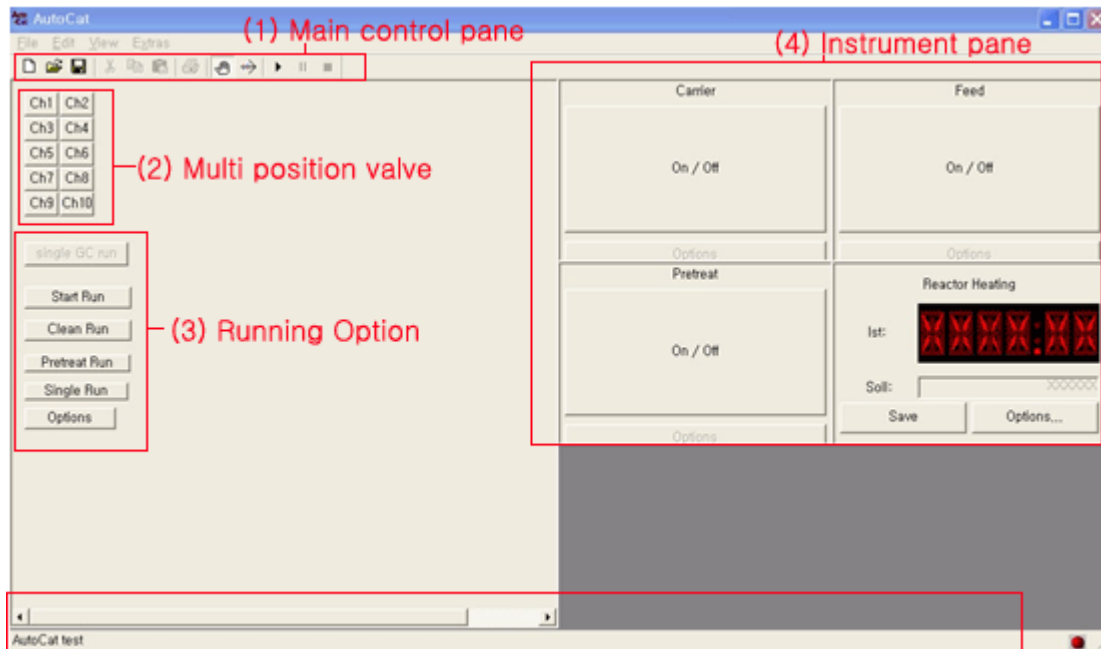 AutoCat
(1) Main control pane
File Edit View Extras
(4) Instrument pane
Ch1 Ch2
Ch3 Ch4
Ch5 Ch6
Ch7 Ch8
Ch9 Ch10
(2) Multi position valve
single GC run
Start Run
Clean Run
Pretreat Run
Single Run
Options
(3) Running Option
Carrier
On / Off
Options
Feed
On / Off
Options
Pretreat
On / Off
Options
Reactor Heating
Ist:
Soll: XXXXXX
Save Options...
AutoCat test